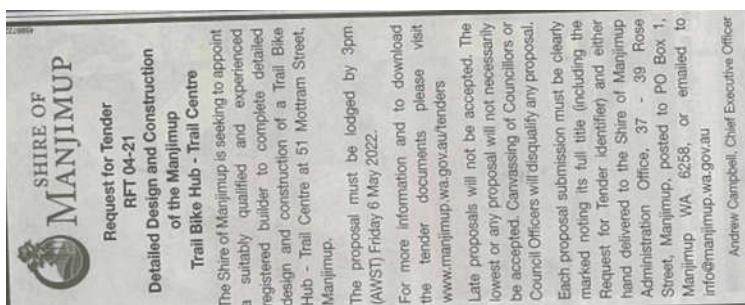 SHIRE OF
MANJIMUP
Request for Tender
RFT 04-21
Detailed Design and Construction
of the Manjimup
Trail Bike Hub - Trail Centre
The Shire of Manjimup is seeking to appoint
a suitably qualified and experienced
registered builder to complete detailed
design and construction of a Trail Bike
Hub - Trail Centre at 51 Mottram Street,
Manjimup.
The proposal must be lodged by 3pm
(AWST) Friday 6 May 2022.
For more information and to download
the tender documents please visit
www.manjimup.wa.gov.au/tenders
Late proposals will not be accepted. The
lowest or any proposal will not necessarily
be accepted. Canvassing of Councillors or
Council Officers will disqualify any proposal.
Each proposal submission must be clearly
marked noting its full title (including the
Request for Tender identifier) and either
hand delivered to the Shire of Manjimup
Administration Office, 37 - 39 Rose
Street, Manjimup, posted to PO Box 1,
Manjimup WA 6258, or emailed to
info@manjimup.wa.gov.au
Andrew Campbell, Chief Executive Officer